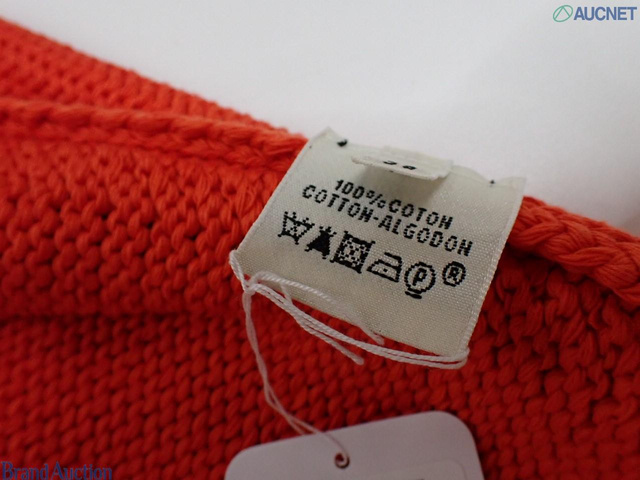 AUCNET
100%COTON
COTTON-ALGODON
P ®
Brand Auction